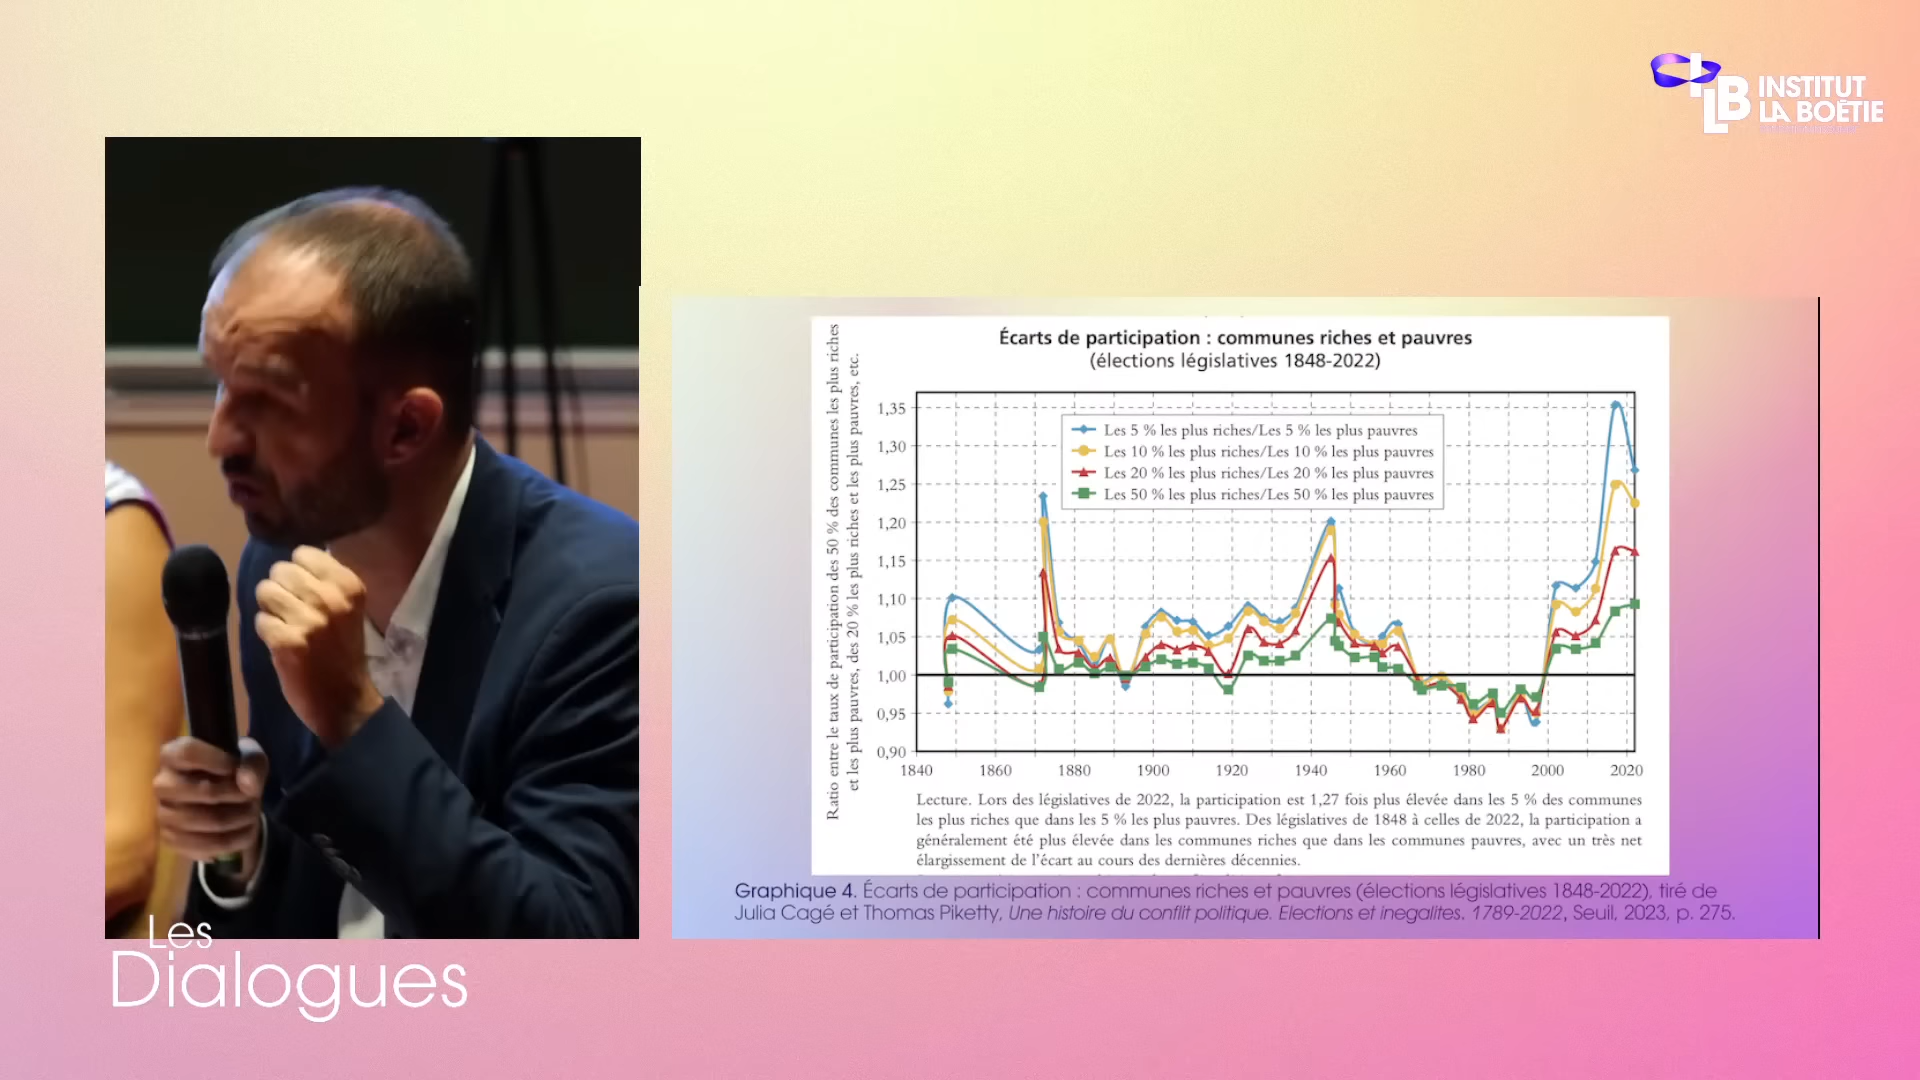 INSTITUT
LA BOÉTIE
Écarts de participation : communes riches et pauvres
(élections législatives 1848-2022)
Ratio entre le taux de participation des 50 % des communes les plus riches
et les plus pauvres, des 20 % les plus riches et les plus pauvres, etc.
1,35
1,30
1,25
1,20
1,15
1,10
1,05
1,00
0,95
0,90
Les 5 % les plus riches/Les 5 % les plus pauvres
Les 10 % les plus riches/Les 10 % les plus pauvres
Les 20 % les plus riches/Les 20 % les plus pauvres
Les 50 % les plus riches/Les 50 % les plus pauvres
1840 1860 1880 1900 1920 1940 1960 1980 2000 2020
Lecture. Lors des législatives de 2022, la participation est 1,27 fois plus élevée dans les 5 % des communes
les plus riches que dans les 5 % les plus pauvres. Des législatives de 1848 à celles de 2022, la participation a
généralement été plus élevée dans les communes riches que dans les communes pauvres, avec un très net
élargissement de l'écart au cours des dernières décennies.
Graphique 4. Écarts de participation : communes riches et pauvres (élections législatives 1848-2022), tiré de
Julia Cagé et Thomas Piketty, Une histoire du conflit politique. Elections et inegalites. 1789-2022, Seuil, 2023, p. 275.
Les
Dialogues